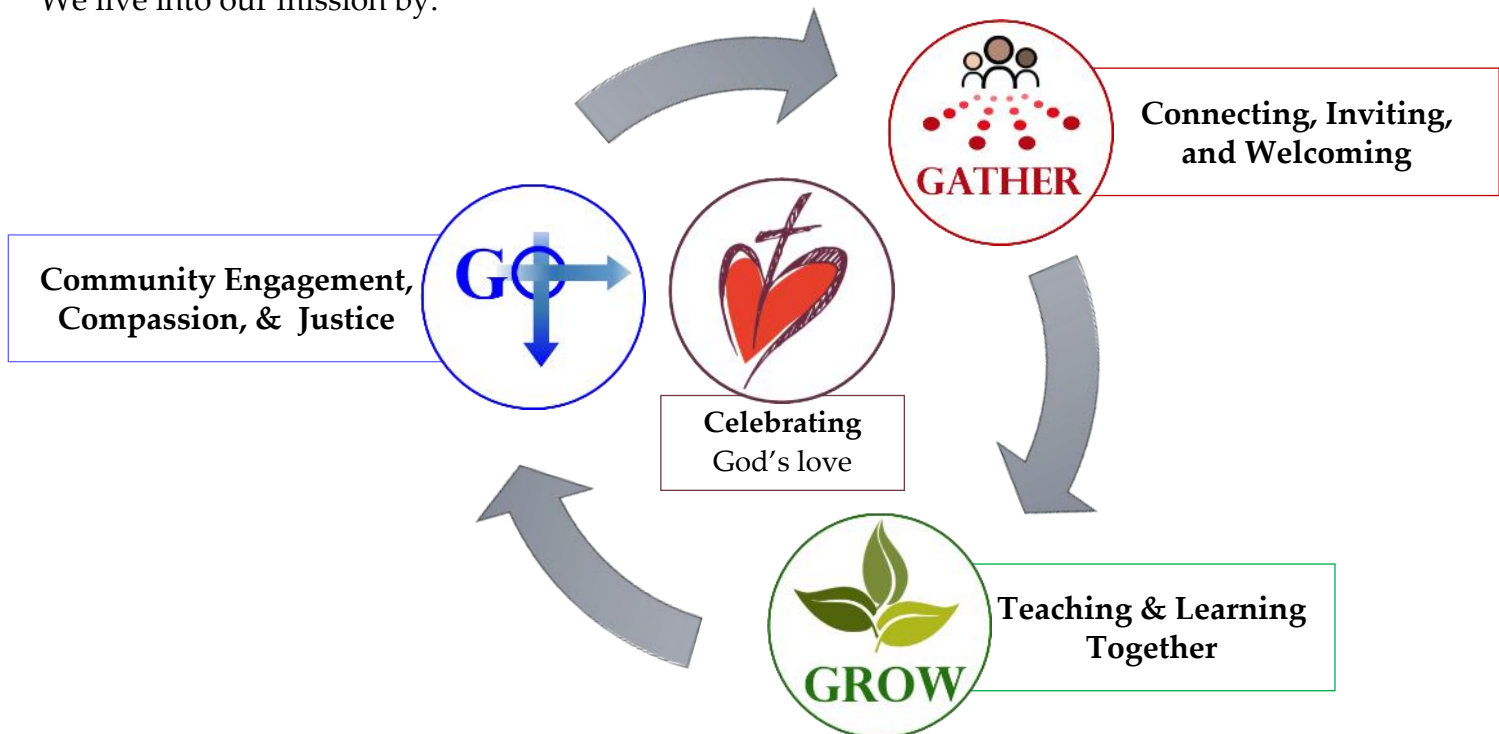 We live into our mission by:
GATHER
Connecting, Inviting,
and Welcoming
GO
Community Engagement,
Compassion, & Justice
Celebrating
God's love
GROW
Teaching & Learning
Together